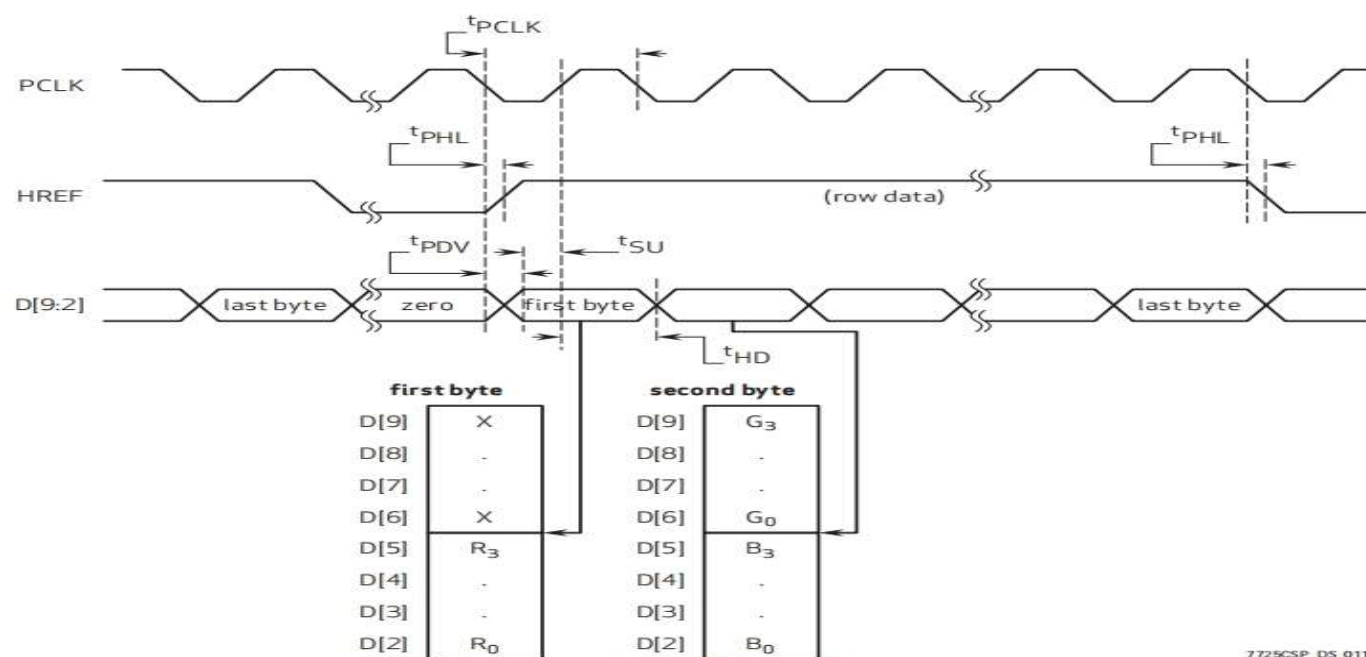 tPCLK
PCLK
tPHL
tPHL
HREF
(row data)
tPDV
tSU
D[9:2]
last byte
zero
first byte
last byte
tHD
first byte
second byte
D[9] X D[9] G3
D[8] . D[8] .
D[7] . D[7] .
D[6] X D[6] G0
D[5] R3 D[5] B3
D[4] . D[4] .
D[3] . D[3] .
D[2] R0 D[2] B0
7725CSP_DS_011